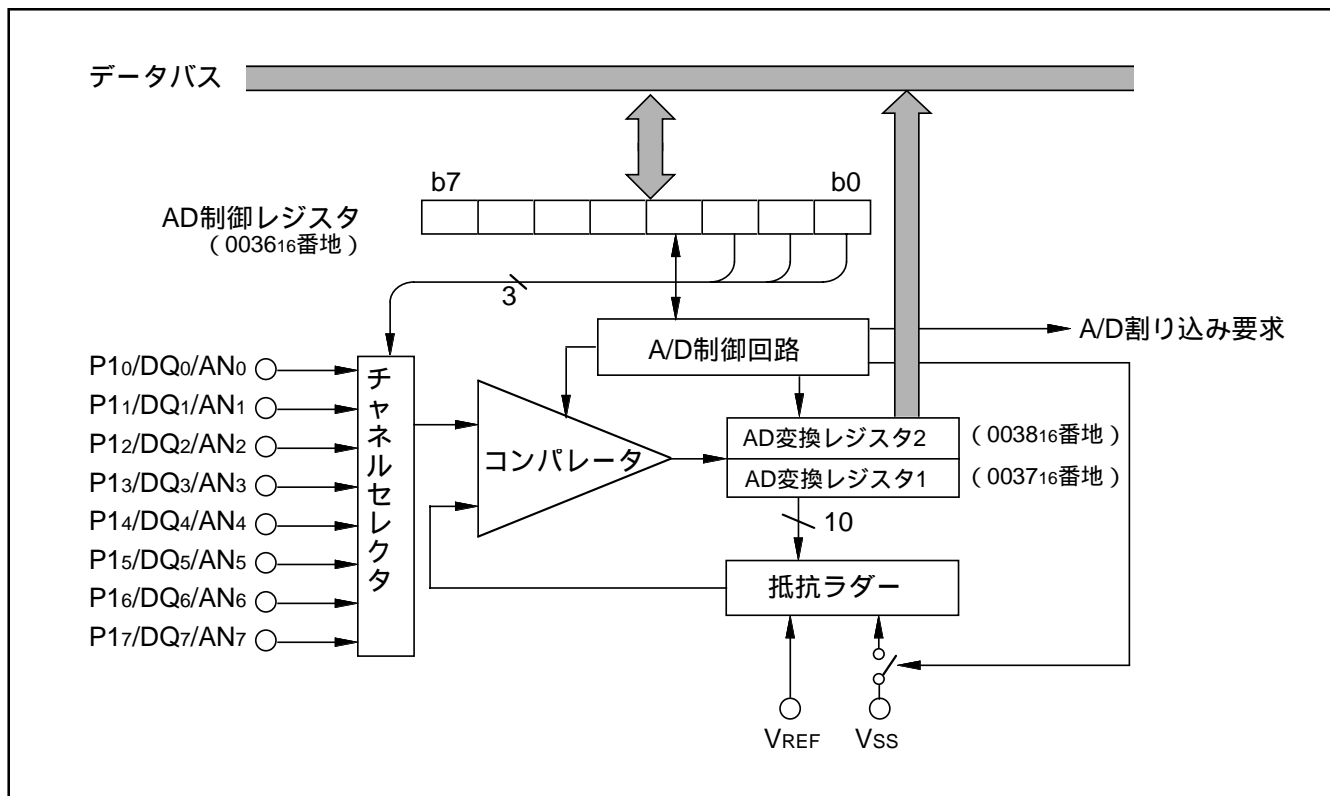 データバス
b7
b0
AD制御レジスタ
(003616番地)
3
A/D制御回路
A/D割り込み要求
P10/DQ0/AN0
P11/DQ1/AN1
P12/DQ2/AN2
P13/DQ3/AN3
P14/DQ4/AN4
P15/DQ5/AN5
P16/DQ6/AN6
P17/DQ7/AN7
チャネルセレクタ
コンパレータ
AD変換レジスタ2
(003816番地)
AD変換レジスタ1
(003716番地)
10
抵抗ラダー
VREF
VSS